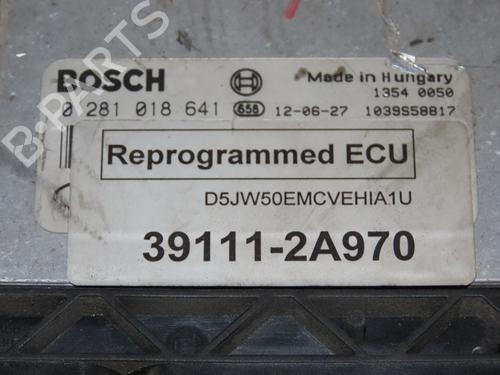 B-PARTS
BOSCH
Made in Hungary
1354 0050
0 281 018 641 658 12-06-27 1039S58817
Reprogrammed ECU
D5JW50EMCVEHIA1U
39111-2A970